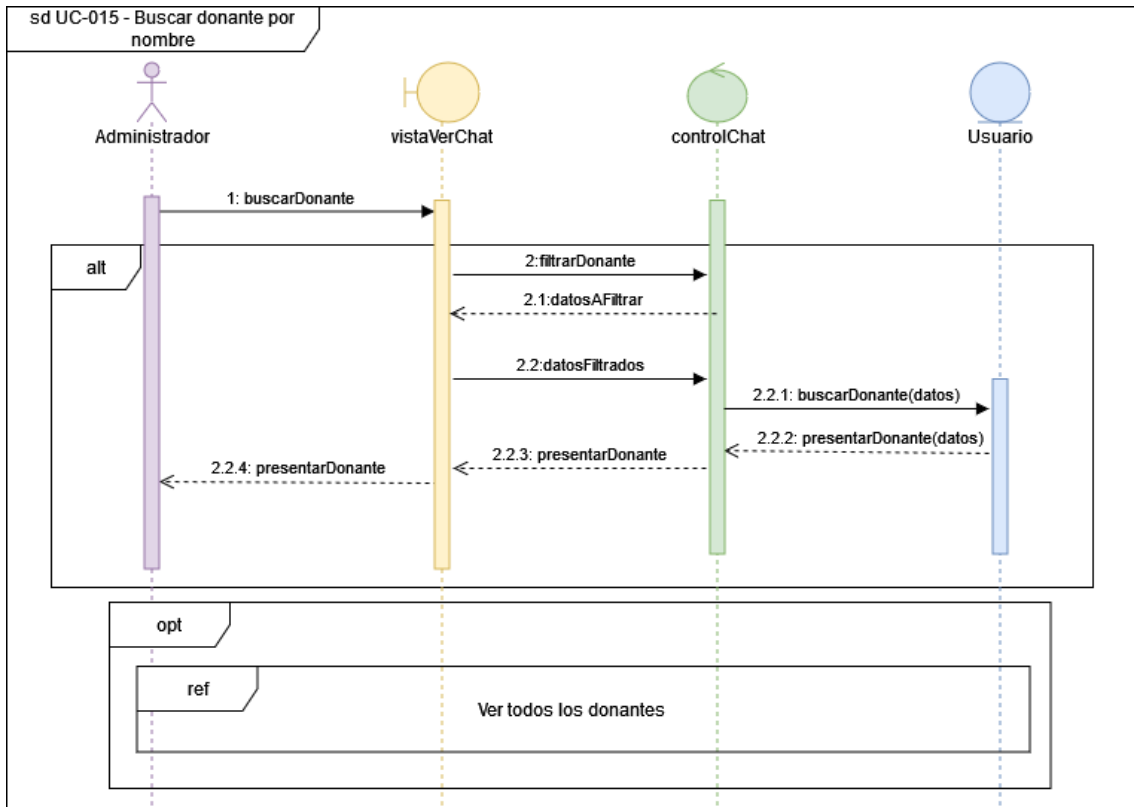 sd UC-015 - Buscar donante por
nombre
Administrador
vistaVerChat
controlChat
Usuario
1: buscarDonante
alt
2:filtrarDonante
2.1:datosAFiltrar
2.2:datosFiltrados
2.2.1: buscarDonante(datos)
2.2.2: presentarDonante(datos)
2.2.3: presentarDonante
2.2.4: presentarDonante
opt
ref
Ver todos los donantes